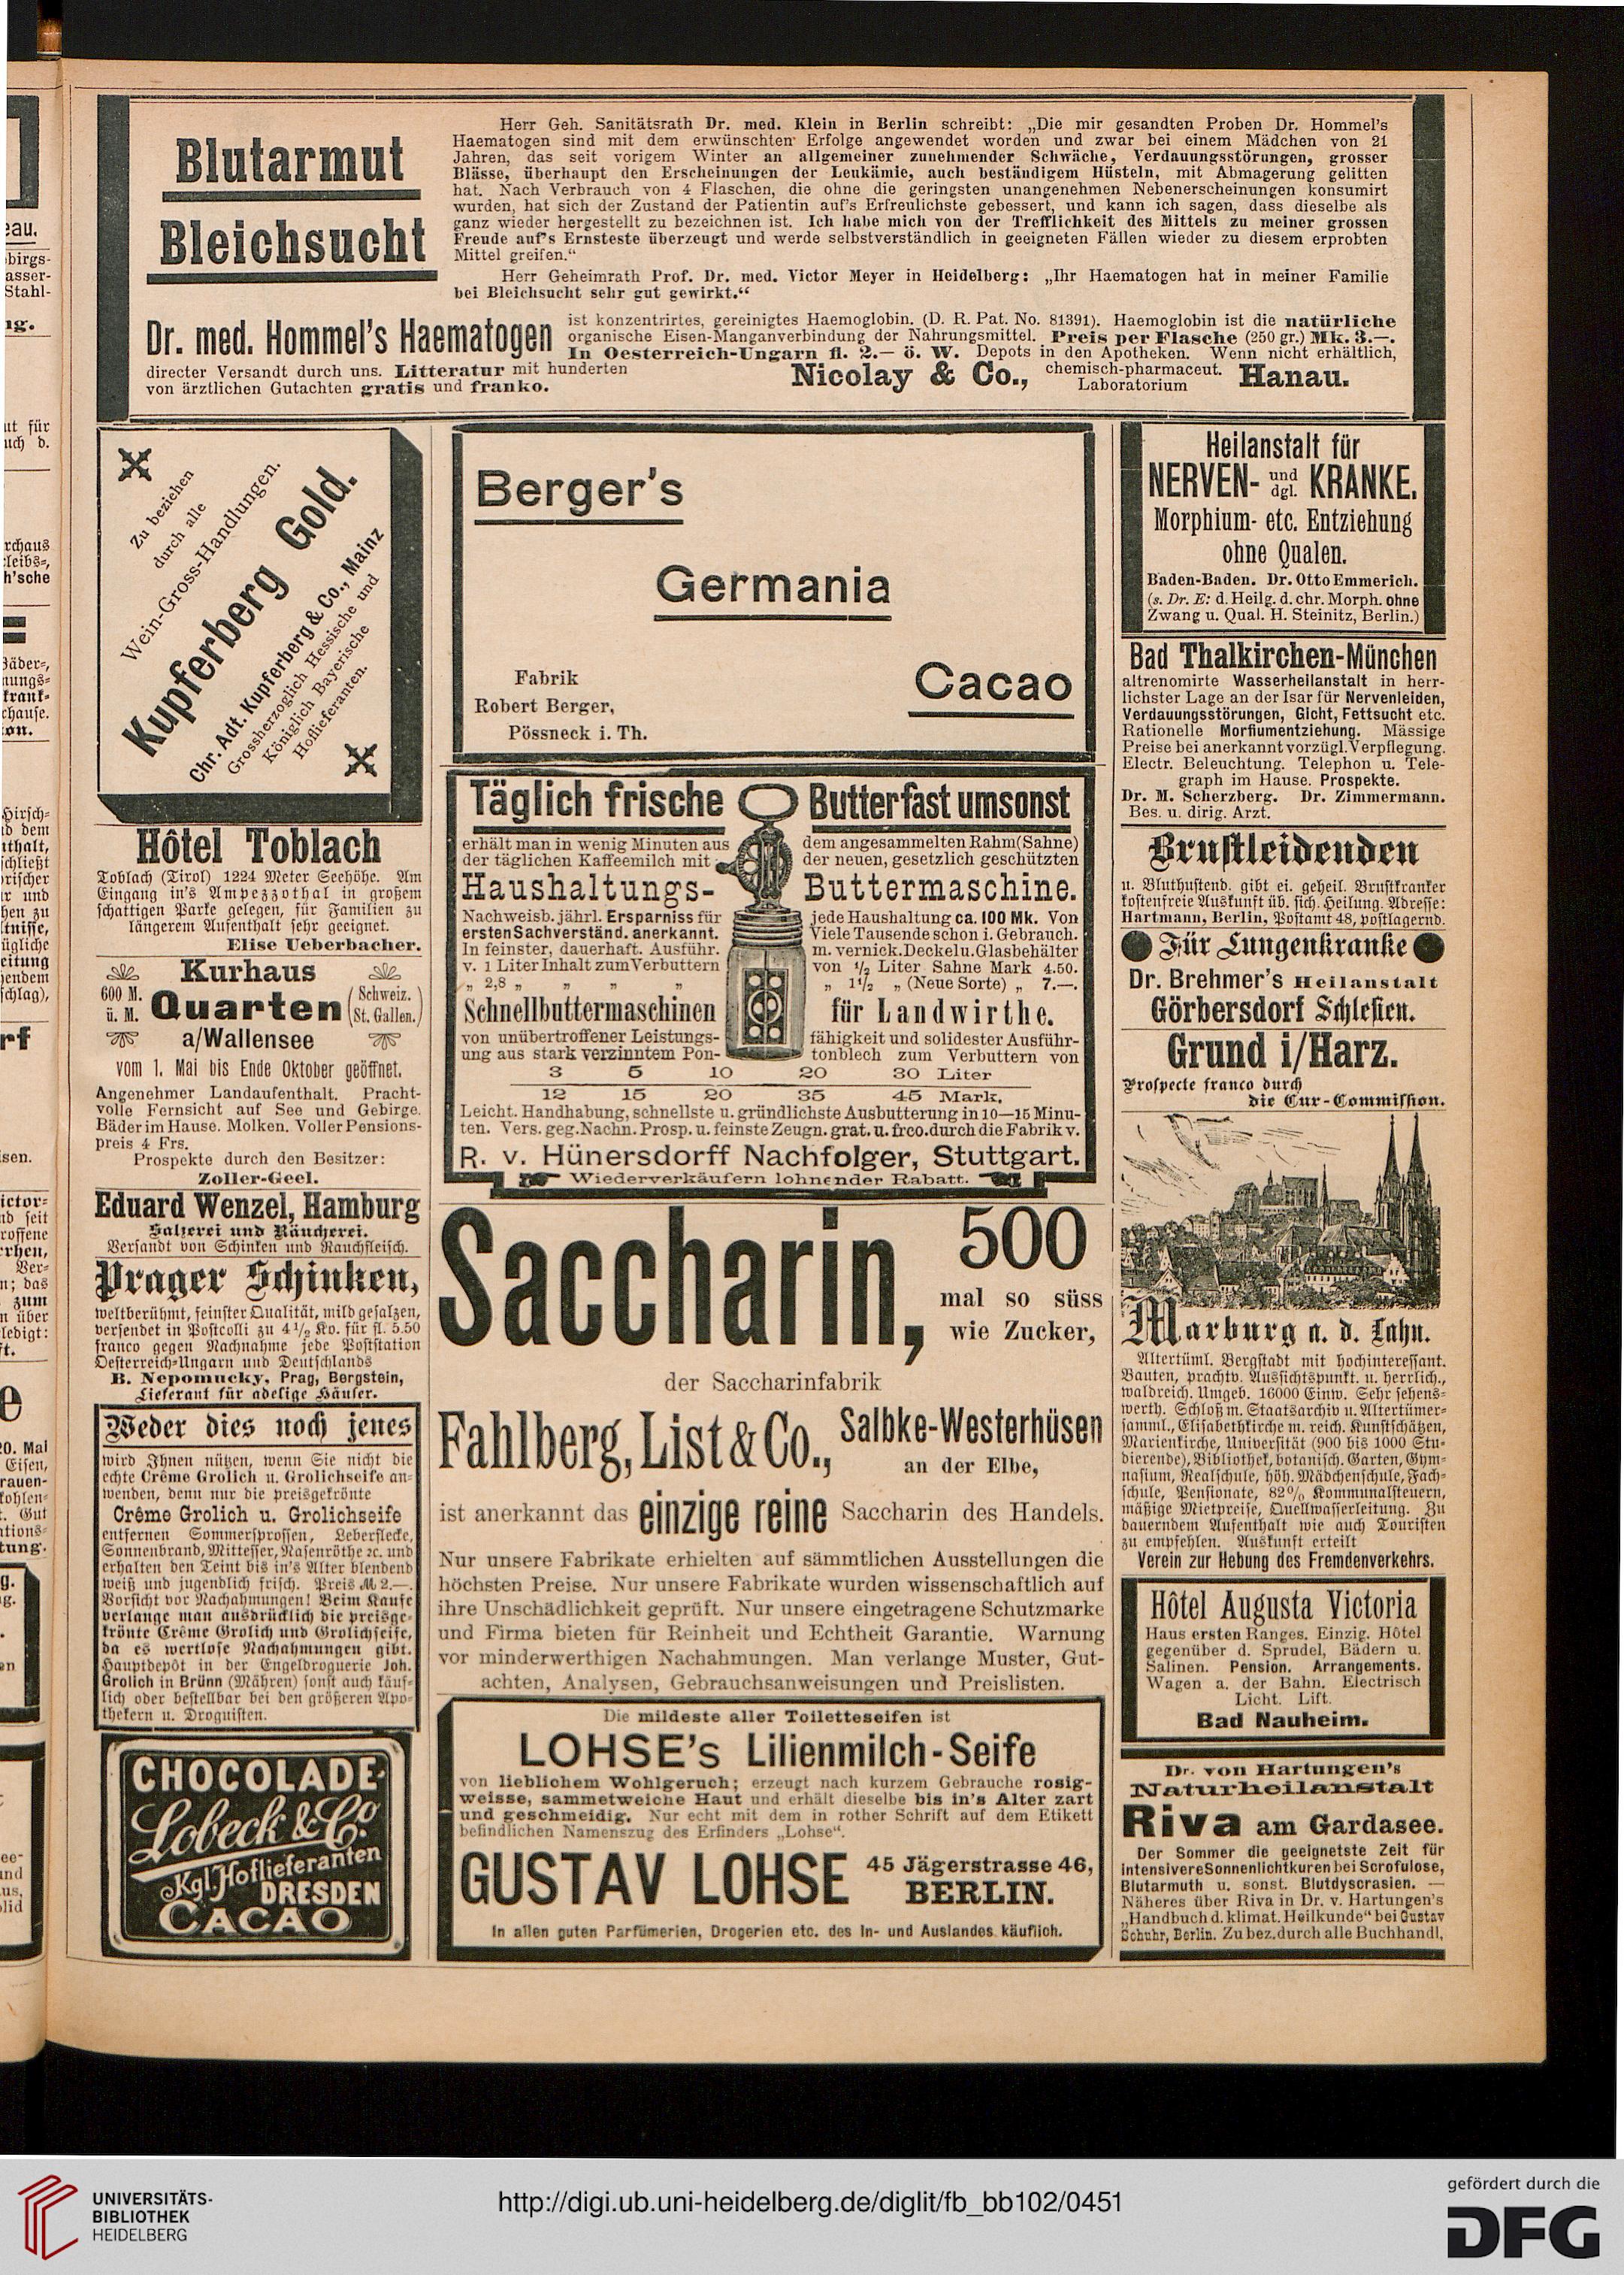 Blutarmut
Bleichsucht
Herr Geh. Sanitätsrath Dr. med. Klein in Berlin schreibt: „Die mir gesandten Proben Dr. Hommel's
Haematogen sind mit dem erwünschten Erfolge angewendet worden und zwar bei einem Mädchen von 21
Jahren, das seit vorigem Winter an allgemeiner zunehmender Schwäche, Verdauungsstörungen, grosser
Blässe, überhaupt den Erscheinungen der Leukämie, auch beständigem Hüsteln, mit Abmagerung gelitten
hat. Nach Verbrauch von 4 Flaschen, die ohne die geringsten unangenehmen Nebenerscheinungen konsumirt
wurden, hat sich der Zustand der Patientin auf's Erfreulichste gebessert, und kann ich sagen, dass dieselbe als
ganz wieder hergestellt zu bezeichnen ist. Ich habe mich von der Trefflichkeit des Mittels zu meiner grossen
Freude auf's Ernsteste überzeugt und werde selbstverständlich in geeigneten Fällen wieder zu diesem erprobten
Mittel greifen.“
Herr Geheimrath Prof. Dr. med. Victor Meyer in Heidelberg: „Ihr Haematogen hat in meiner Familie
bei Bleichsucht sehr gut gewirkt.“
Dr. med. Hommel's Haematogen
ist konzentrirtes, gereinigtes Haemoglobin. (D. R. Pat. No. 81391). Haemoglobin ist die natürliche
organische Eisen-Manganverbindung der Nahrungsmittel. Preis per Flasche (250 gr.) Mk. 3.—.
In Oesterreich-Ungarn fl. 2.— ö. W. Depots in den Apotheken. Wenn nicht erhältlich,
directer Versandt durch uns. Litteratur mit hunderten
von ärztlichen Gutachten gratis und franko.
Nicolay & Co., chemisch-pharmaceut. Laboratorium Hanau.
Zu beziehen
durch alle
Wein-Gross-Handlungen.
Kupferberg Gold.
Chr. Adt. Kupferberg & Co., Mainz
Grossherzoglich Hessische und
Königlich Bayerische
Hoflieferanten.
Hôtel Toblach
Toblach (Tirol) 1224 Meter Seehöhe. Am
Eingang in's Ampezzothal in großem
schattigen Parke gelegen, für Familien zu
längerem Aufenthalt sehr geeignet.
Elise Ueberbacher.
Kurhaus
600 M. ü. M. Quarten (Schweiz. St. Gallen.)
a/Wallensee
vom 1. Mai bis Ende Oktober geöffnet.
Angenehmer Landaufenthalt. Pracht-
volle Fernsicht auf See und Gebirge.
Bäder im Hause. Molken. Voller Pensions-
preis 4 Frs.
Prospekte durch den Besitzer:
Zoller-Geel.
Eduard Wenzel, Hamburg
Salzerei und Räucherei.
Versandt von Schinken und Rauchfleisch.
Prager Schinken,
weltberühmt, feinster Qualität, mild gesalzen,
versendet in Postcolli zu 4½ Ko. für fl. 5.50
franco gegen Nachnahme jede Poststation
Oesterreich-Ungarn und Deutschlands
B. Nepomucky, Prag, Bergstein,
Lieferant für adelige Häuser.
Weder dies noch jenes
wird Ihnen nützen, wenn Sie nicht die
echte Crême Grolich u. Grolichseife an-
wenden, denn nur die preisgekrönte
Crême Grolich u. Grolichseife
entfernen Sommersprossen, Leberflecke,
Sonnenbrand, Mittesser, Nasenröthe ꝛc. und
erhalten den Teint bis in's Alter blendend
weiß und jugendlich frisch. Preis M 2.—.
Vorsicht vor Nachahmungen! Beim Kaufe
verlange man ausdrücklich die preisge-
krönte Crême Grolich und Grolichseife,
da es wertlose Nachahmungen gibt.
Hauptdepôt in der Engeldroguerie Joh.
Grolich in Brünn (Mähren) sonst auch käuf-
lich oder bestellbar bei den größeren Apo-
thekern u. Droguisten.
CHOCOLADE
Lobeck & Co.
Kgl. Hoflieferanten
DRESDEN
CACAO
Berger's
Germania
Cacao
Fabrik
Robert Berger,
Pössneck i. Th.
Täglich frische Butter fast umsonst
erhält man in wenig Minuten aus dem angesammelten Rahm (Sahne)
der täglichen Kaffeemilch mit der neuen, gesetzlich geschützten
Haushaltungs- Buttermaschine.
Nachweisb. jährl. Ersparniss für jede Haushaltung ca. 100 Mk. Von
ersten Sachverständ. anerkannt. Viele Tausende schon i. Gebrauch.
In feinster, dauerhaft. Ausführ. m. vernick. Deckel u. Glasbehälter
v. 1 Liter Inhalt zum Verbuttern von ½ Liter Sahne Mark 4.50.
„ 2,8 „ „ „ „ „ 1½ „ (Neue Sorte) „ 7.—.
Schnellbuttermaschinen für Landwirthe.
von unübertroffener Leistungs- fähigkeit und solidester Ausführ-
ung aus stark verzinntem Pon- tonblech zum Verbuttern von
3 5 10 20 30 Liter
12 15 20 35 45 Mark,
Leicht. Handhabung, schnellste u. gründlichste Ausbutterung in 10—15 Minu-
ten. Vers. geg. Nachn. Prosp. u. feinste Zeugn. grat. u. frco. durch die Fabrik v.
R. v. Hünersdorff Nachfolger, Stuttgart.
Wiederverkäufern lohnender Rabatt.
Saccharin, 500
mal so süss
wie Zucker,
der Saccharinfabrik
Fahlberg, List & Co., Salbke-Westerhüsen
an der Elbe,
ist anerkannt das einzige reine Saccharin des Handels.
Nur unsere Fabrikate erhielten auf sämmtlichen Ausstellungen die
höchsten Preise. Nur unsere Fabrikate wurden wissenschaftlich auf
ihre Unschädlichkeit geprüft. Nur unsere eingetragene Schutzmarke
und Firma bieten für Reinheit und Echtheit Garantie. Warnung
vor minderwerthigen Nachahmungen. Man verlange Muster, Gut-
achten, Analysen, Gebrauchsanweisungen und Preislisten.
Die mildeste aller Toiletteseifen ist
LOHSE's Lilienmilch-Seife
von lieblichem Wohlgeruch; erzeugt nach kurzem Gebrauche rosig-
weisse, sammetweiche Haut und erhält dieselbe bis in's Alter zart
und geschmeidig. Nur echt mit dem in rother Schrift auf dem Etikett
befindlichen Namenszug des Erfinders „Lohse“.
GUSTAV LOHSE 45 Jägerstrasse 46,
BERLIN.
In allen guten Parfümerien, Drogerien etc. des In- und Auslandes käuflich.
Heilanstalt für
NERVEN- und dgl. KRANKE.
Morphium- etc. Entziehung
ohne Qualen.
Baden-Baden. Dr. Otto Emmerich.
(s. Dr. E: d. Heilg. d. chr. Morph. ohne
Zwang u. Qual. H. Steinitz, Berlin.)
Bad Thalkirchen-München
altrenomirte Wasserheilanstalt in herr-
lichster Lage an der Isar für Nervenleiden,
Verdauungsstörungen, Gicht, Fettsucht etc.
Rationelle Morfiumentziehung. Mässige
Preise bei anerkannt vorzügl. Verpflegung.
Electr. Beleuchtung. Telephon u. Tele-
graph im Hause. Prospekte.
Dr. M. Scherzberg. Dr. Zimmermann.
Bes. u. dirig. Arzt.
Brustleidenden
u. Bluthustend. gibt ei. geheil. Brustkranker
kostenfreie Auskunft üb. sich. Heilung. Adresse:
Hartmann, Berlin, Postamt 48, postlagernd.
Für Lungenkranke
Dr. Brehmer's Heilanstalt
Görbersdorf Schlesien.
Grund i/Harz.
Prospecte franco durch
die Cur-Commission.
Marburg a. d. Lahn.
Altertüml. Bergstadt mit hochinteressant.
Bauten, prachtv. Aussichtspunkt. u. herrlich.,
waldreich. Umgeb. 16000 Einw. Sehr sehens-
werth. Schloß m. Staatsarchiv u. Altertümer-
samml., Elisabethkirche m. reich. Kunstschätzen,
Marienkirche, Universität (900 bis 1000 Stu-
dierende), Bibliothek, botanisch. Garten, Gym-
nasium, Realschule, höh. Mädchenschule, Fach-
schule, Pensionate, 82% Kommunalsteuern,
mäßige Mietpreise, Quellwasserleitung. Zu
dauerndem Aufenthalt wie auch Touristen
zu empfehlen. Auskunft erteilt
Verein zur Hebung des Fremdenverkehrs.
Hôtel Augusta Victoria
Haus ersten Ranges. Einzig. Hôtel
gegenüber d. Sprudel, Bädern u.
Salinen. Pension. Arrangements.
Wagen a. der Bahn. Electrisch
Licht. Lift.
Bad Nauheim.
Dr. von Hartungen's
Naturheilanstalt
Riva am Gardasee.
Der Sommer die geeignetste Zeit für
intensivere Sonnenlichtkuren bei Scrofulose,
Blutarmuth u. sonst. Blutdyscrasien. —
Näheres über Riva in Dr. v. Hartungen's
„Handbuch d. klimat. Heilkunde“ bei Gustav
Schuhr, Berlin. Zu bez. durch alle Buchhandl.
UNIVERSITÄTS-
BIBLIOTHEK
HEIDELBERG
http://digi.ub.uni-heidelberg.de/diglit/fb_bb102/0451
gefördert durch die
DFG